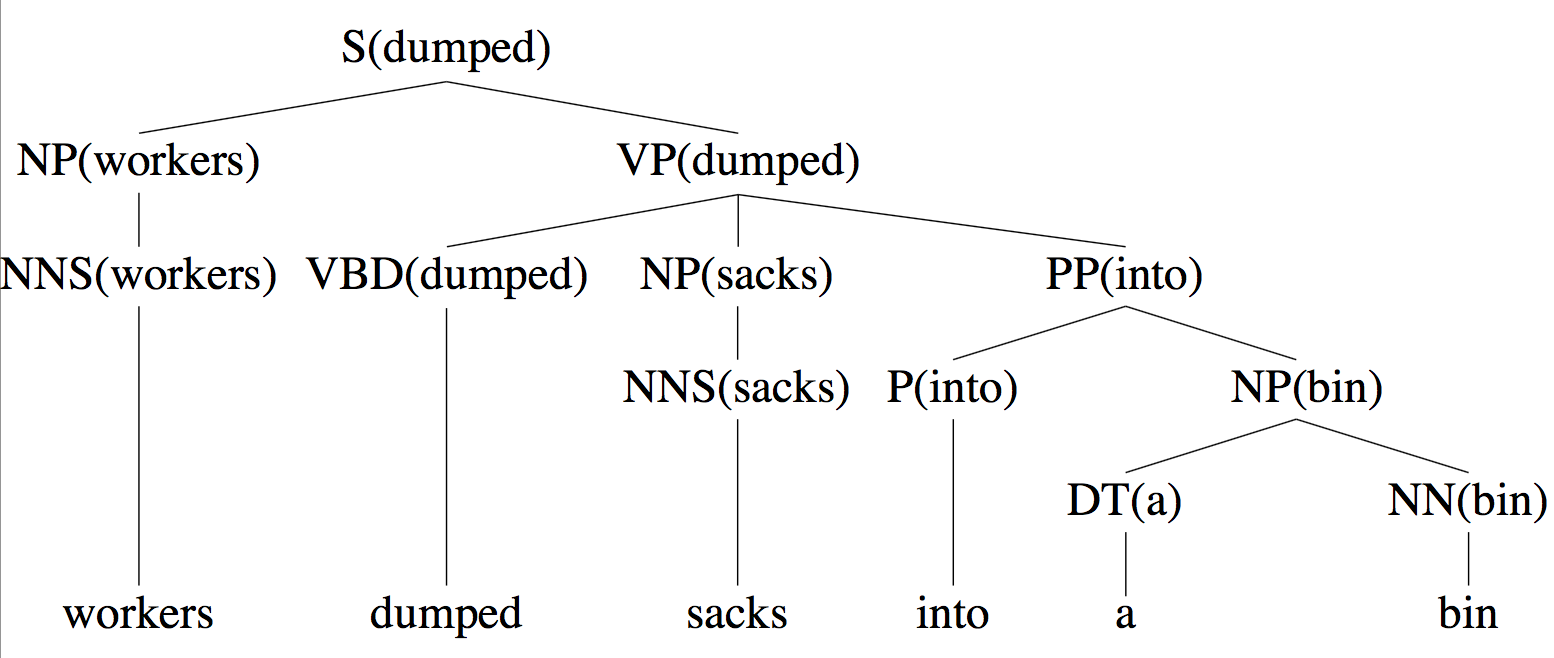 S(dumped)
NP(workers) VP(dumped)
NNS(workers) VBD(dumped) NP(sacks) PP(into)
NNS(sacks) P(into) NP(bin)
DT(a) NN(bin)
workers dumped sacks into a bin